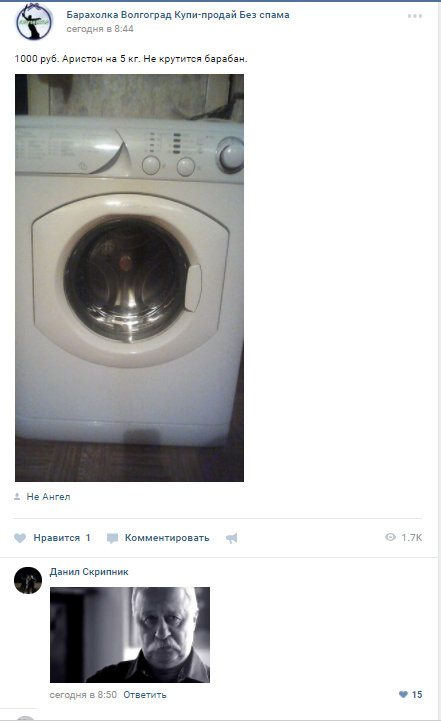 Барахолка Волгоград Купи-продай Без спама
сегодня в 8:44
1000 руб. Аристон на 5 кг. Не крутится барабан.
Не Ангел
Нравится 1 Комментировать 1.7K
Данил Скрипник
сегодня в 8:50 Ответить 15